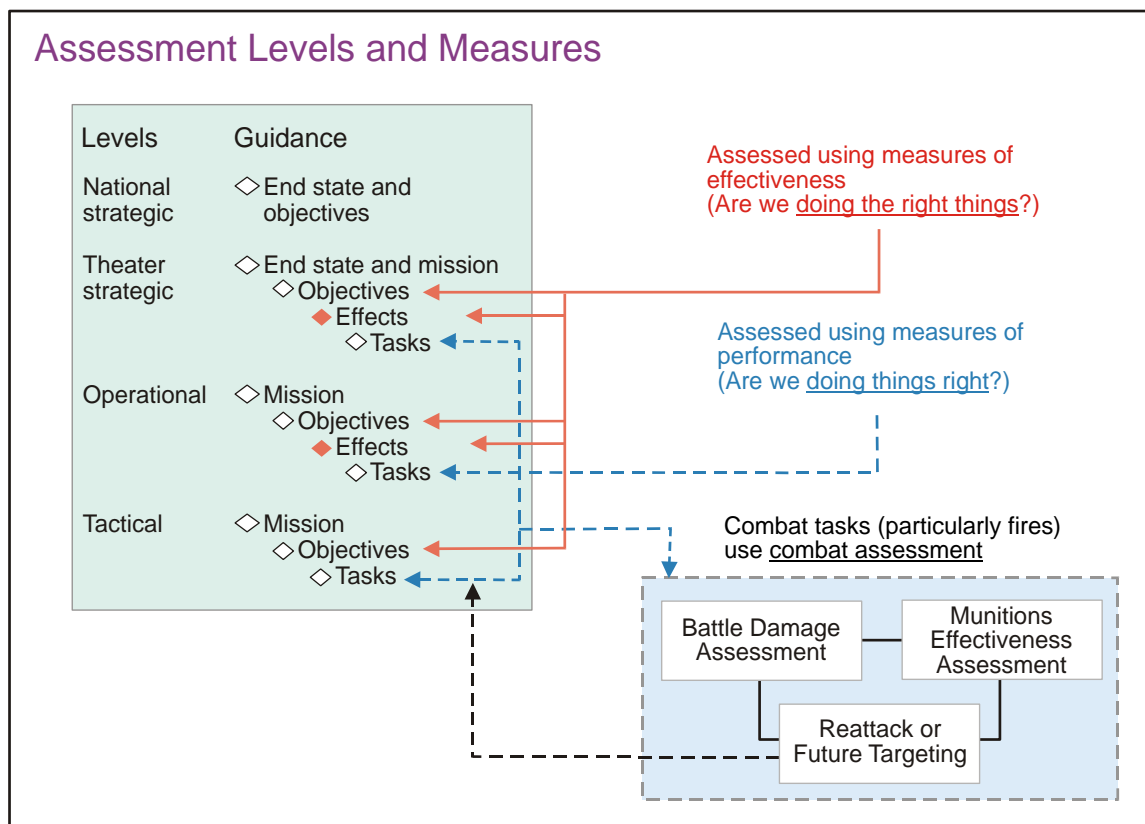 Assessment Levels and Measures
Levels
Guidance
National
strategic
End state and
objectives
Theater
strategic
End state and mission
Objectives
Effects
Tasks
Operational
Mission
Objectives
Effects
Tasks
Tactical
Mission
Objectives
Tasks
Assessed using measures of
effectiveness
(Are we doing the right things?)
Assessed using measures of
performance
(Are we doing things right?)
Combat tasks (particularly fires)
use combat assessment
Battle Damage
Assessment
Munitions
Effectiveness
Assessment
Reattack or
Future Targeting